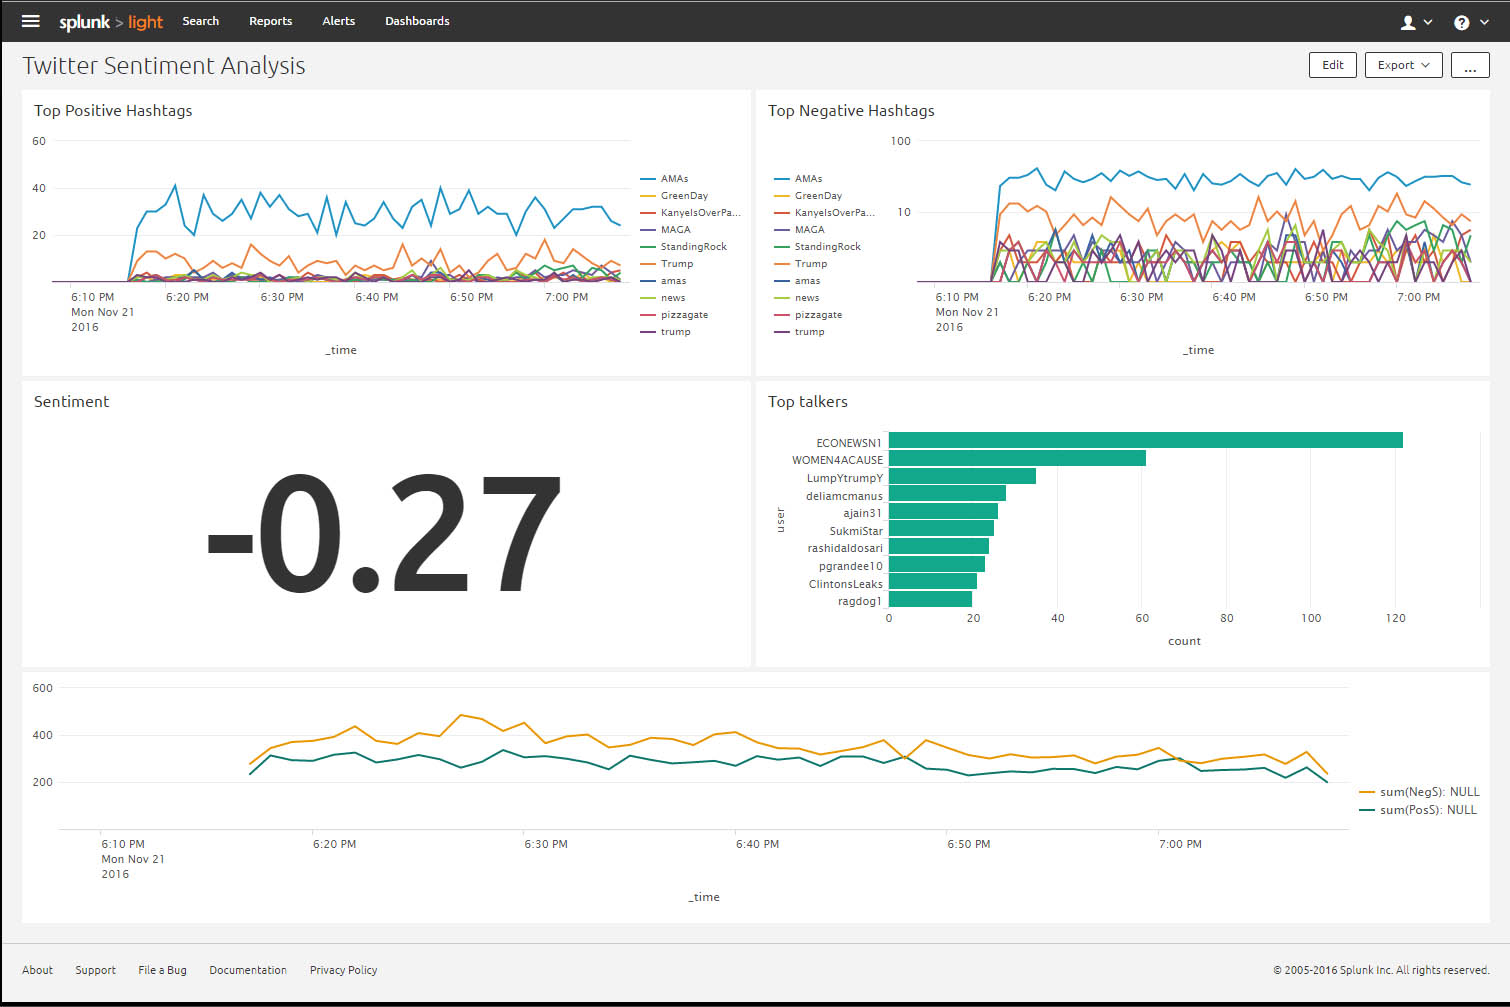 splunk > light Search Reports Alerts Dashboards
Twitter Sentiment Analysis
Edit Export ...
Top Positive Hashtags
60
40
20
6:10 PM 6:20 PM 6:30 PM 6:40 PM 6:50 PM 7:00 PM
Mon Nov 21
2016
_time
AMAs
GreenDay
KanyeIsOverPa...
MAGA
StandingRock
Trump
amas
news
pizzagate
trump
Top Negative Hashtags
AMAs
GreenDay
KanyeIsOverPa...
MAGA
StandingRock
Trump
amas
news
pizzagate
trump
100
10
6:10 PM 6:20 PM 6:30 PM 6:40 PM 6:50 PM 7:00 PM
Mon Nov 21
2016
_time
Sentiment
-0.27
Top talkers
user
ECONEWSN1
WOMEN4ACAUSE
LumpYtrumpY
deliamcmanus
ajain31
SukmiStar
rashidaldosari
pgrandee10
ClintonsLeaks
ragdog1
0 20 40 60 80 100 120
count
600
400
200
6:10 PM 6:20 PM 6:30 PM 6:40 PM 6:50 PM 7:00 PM
Mon Nov 21
2016
_time
sum(NegS): NULL
sum(PosS): NULL
About Support File a Bug Documentation Privacy Policy
© 2005-2016 Splunk Inc. All rights reserved.